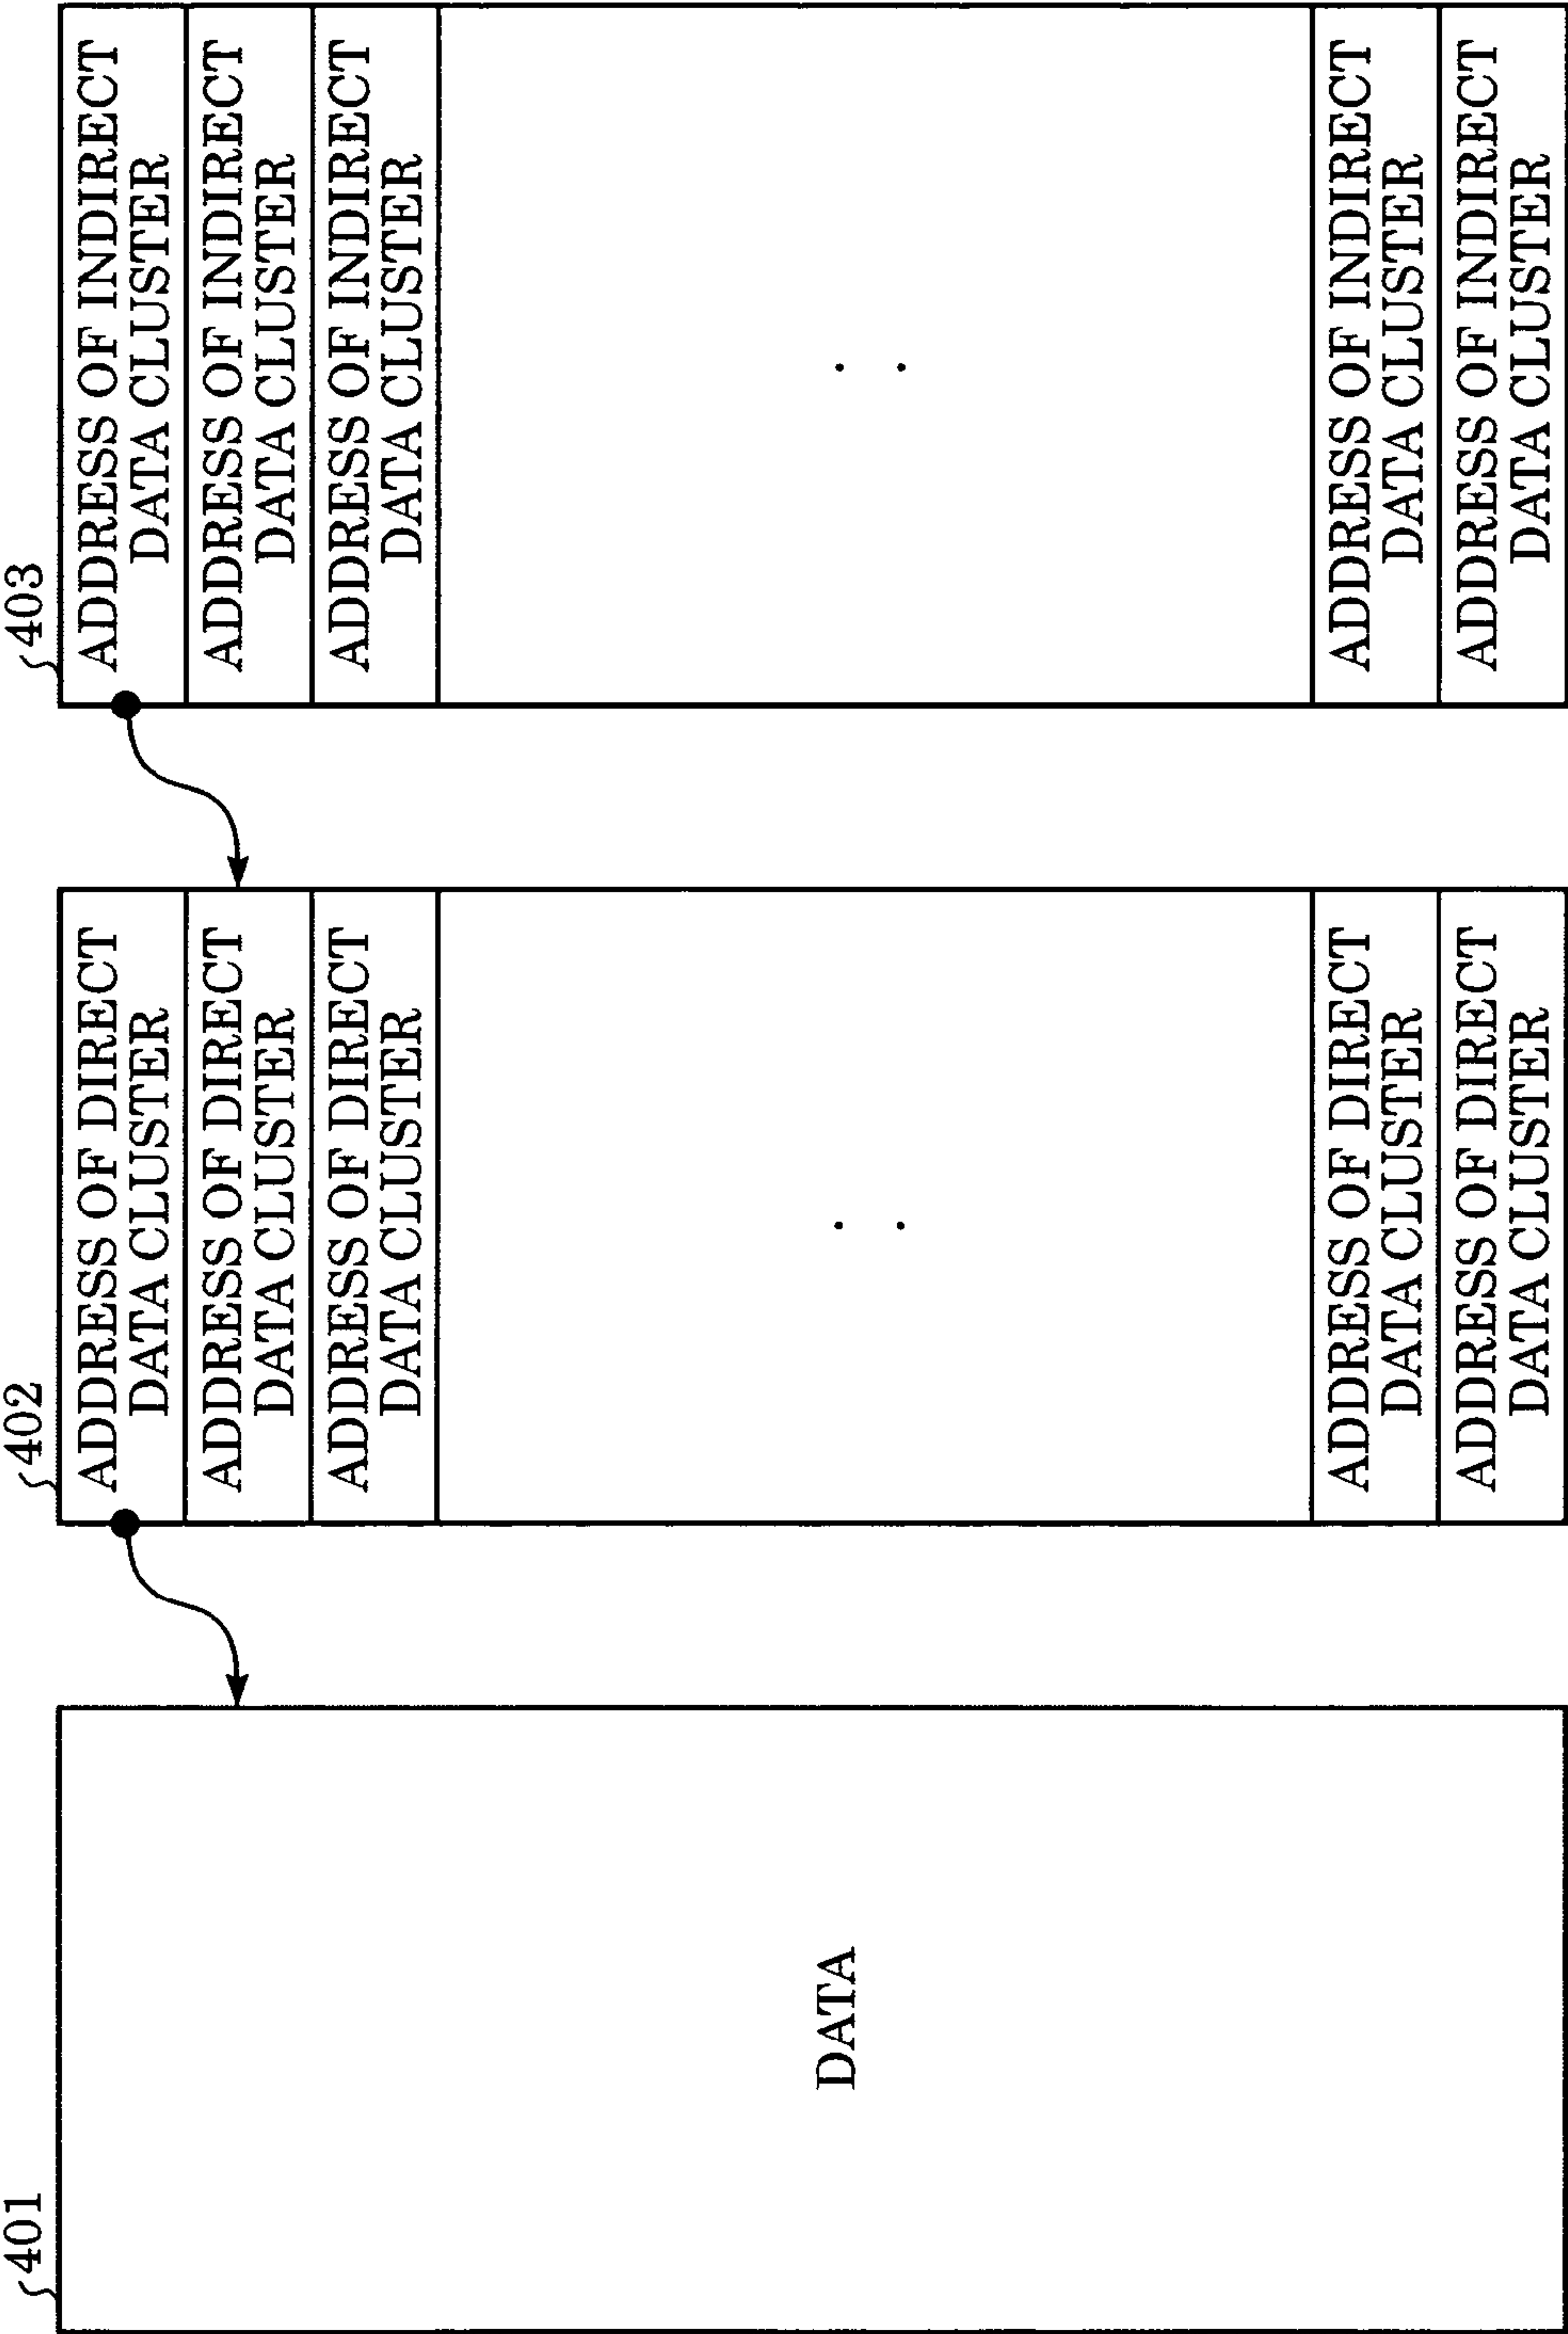 401
DATA
402
ADDRESS OF DIRECT
DATA CLUSTER
ADDRESS OF DIRECT
DATA CLUSTER
ADDRESS OF DIRECT
DATA CLUSTER
ADDRESS OF DIRECT
DATA CLUSTER
ADDRESS OF DIRECT
DATA CLUSTER
403
ADDRESS OF INDIRECT
DATA CLUSTER
ADDRESS OF INDIRECT
DATA CLUSTER
ADDRESS OF INDIRECT
DATA CLUSTER
ADDRESS OF INDIRECT
DATA CLUSTER
ADDRESS OF INDIRECT
DATA CLUSTER